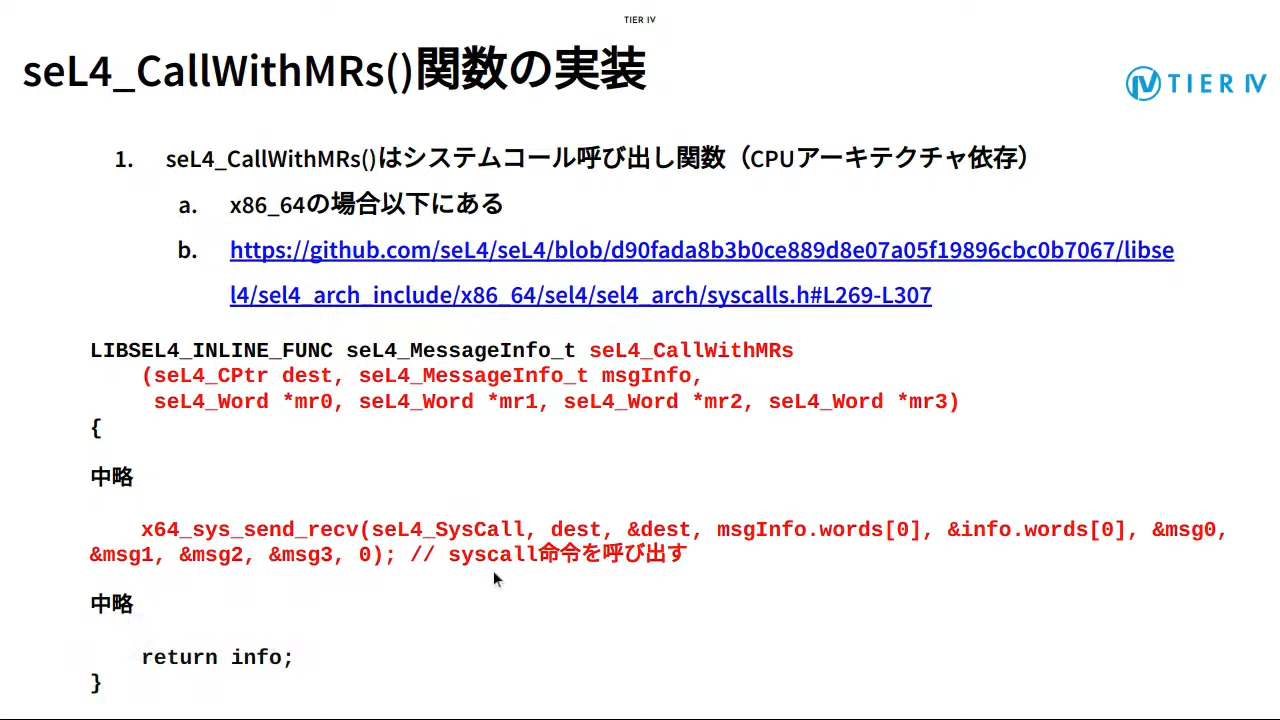 TIER IV
seL4_CallWithMRs()関数の実装
TIER IV
1. seL4_CallWithMRs()はシステムコール呼び出し関数（CPUアーキテクチャ依存）
a. x86_64の場合以下にある
b. https://github.com/seL4/seL4/blob/d90fada8b3b0ce889d8e07a05f19896cbc0b7067/libse
l4/sel4_arch_include/x86_64/sel4/sel4_arch/syscalls.h#L269-L307
LIBSEL4_INLINE_FUNC seL4_MessageInfo_t seL4_CallWithMRs
(seL4_CPtr dest, seL4_MessageInfo_t msgInfo,
seL4_Word *mr0, seL4_Word *mr1, seL4_Word *mr2, seL4_Word *mr3)
{
中略
x64_sys_send_recv(seL4_SysCall, dest, &dest, msgInfo.words[0], &info.words[0], &msg0,
&msg1, &msg2, &msg3, 0); // syscall命令を呼び出す
中略
return info;
}